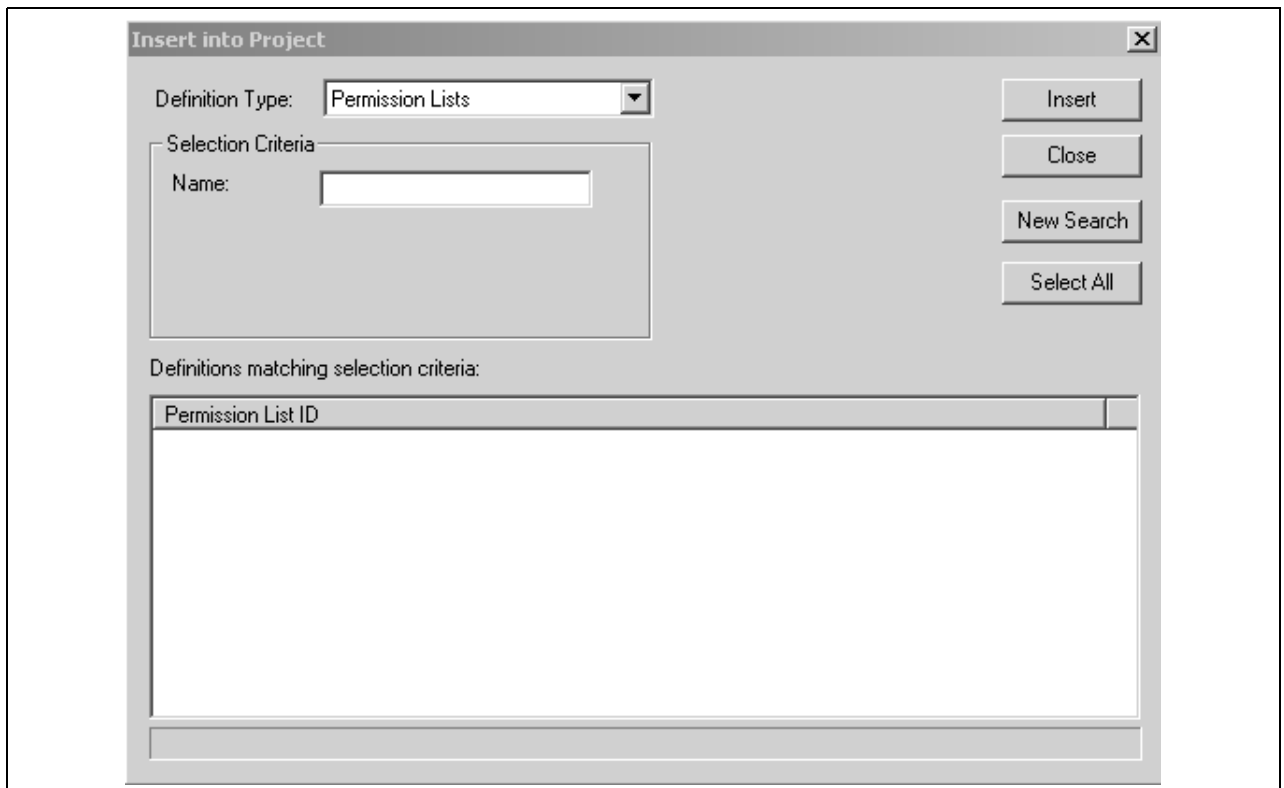 Insert into Project
Definition Type: Permission Lists
Insert
Selection Criteria
Close
Name:
New Search
Select All
Definitions matching selection criteria:
Permission List ID